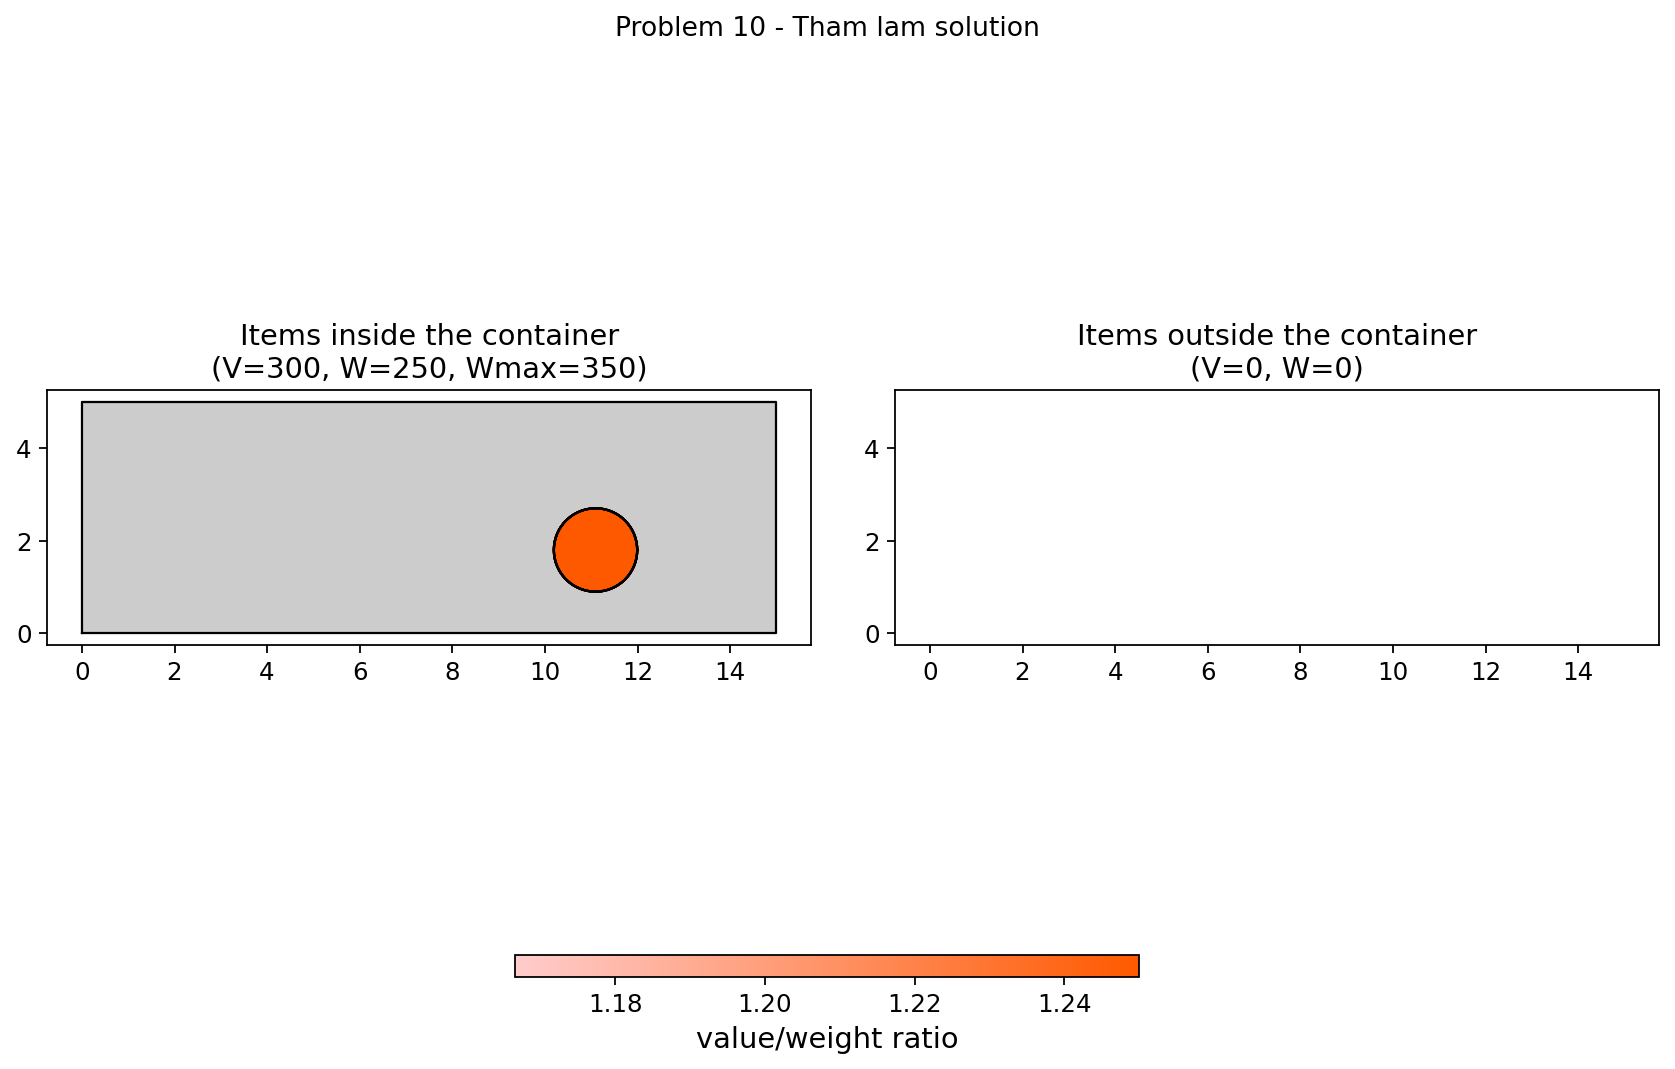 Problem 10 - Tham lam solution
Items inside the container
(V=300, W=250, Wmax=350)
4
2
0
0 2 4 6 8 10 12 14
Items outside the container
(V=0, W=0)
4
2
0
0 2 4 6 8 10 12 14
1.18 1.20 1.22 1.24
value/weight ratio